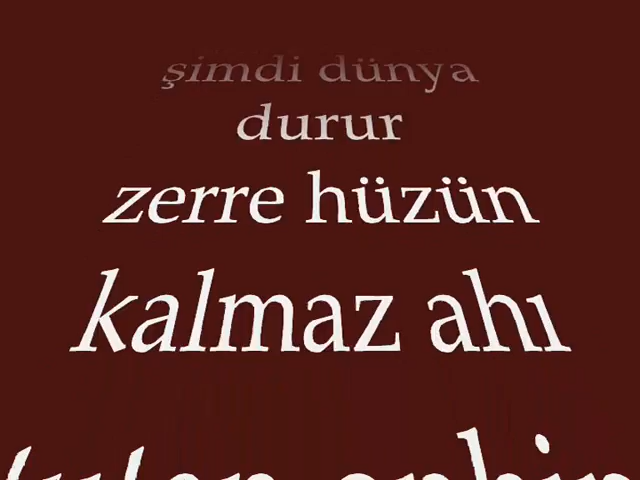 şimdi dünya
durur
zerre hüzün
kalmaz ahı